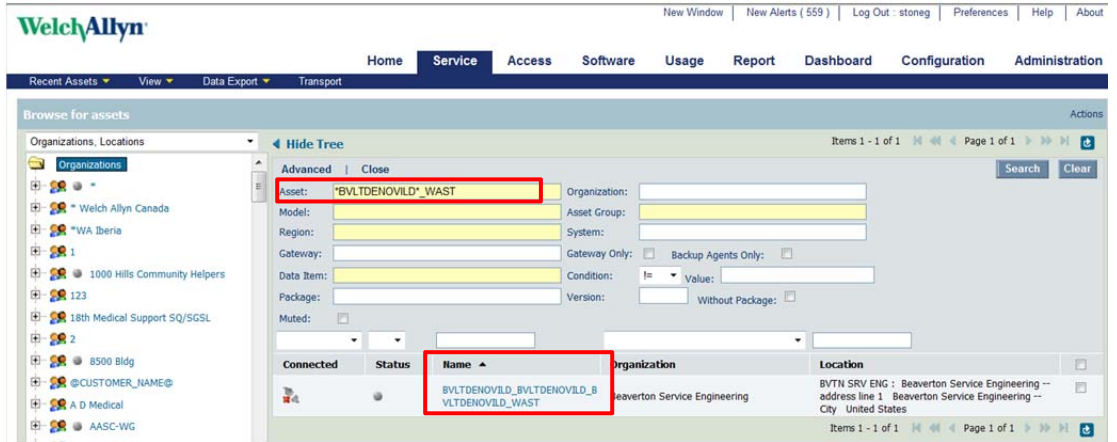 New Window | New Alerts ( 559 ) | Log Out : stoneg | Preferences | Help | About
WelchAllyn
Home Service Access Software Usage Report Dashboard Configuration Administration
Recent Assets View Data Export Transport
Browse for assets Actions
Organizations, Locations
Organizations
*
* Welch Allyn Canada
*WA Iberia
1
1000 Hills Community Helpers
123
18th Medical Support SQ/SGSL
2
8500 Bldg
@CUSTOMER_NAME@
A D Medical
AASC-WG
Hide Tree Items 1 - 1 of 1 Page 1 of 1
Advanced | Close Search Clear
Asset: *BVLTDENOVILD*_WAST Organization:
Model: Asset Group:
Region: System:
Gateway: Gateway Only: Backup Agents Only:
Data Item: Condition: != Value:
Package: Version: Without Package:
Muted:
Connected Status Name Organization Location
BVLTDENOVILD_BVLTDENOVILD_B
VLTDENOVILD_WAST
Beaverton Service Engineering
BVTN SRV ENG : Beaverton Service Engineering --
address line 1 Beaverton Service Engineering --
City United States
Items 1 - 1 of 1 Page 1 of 1